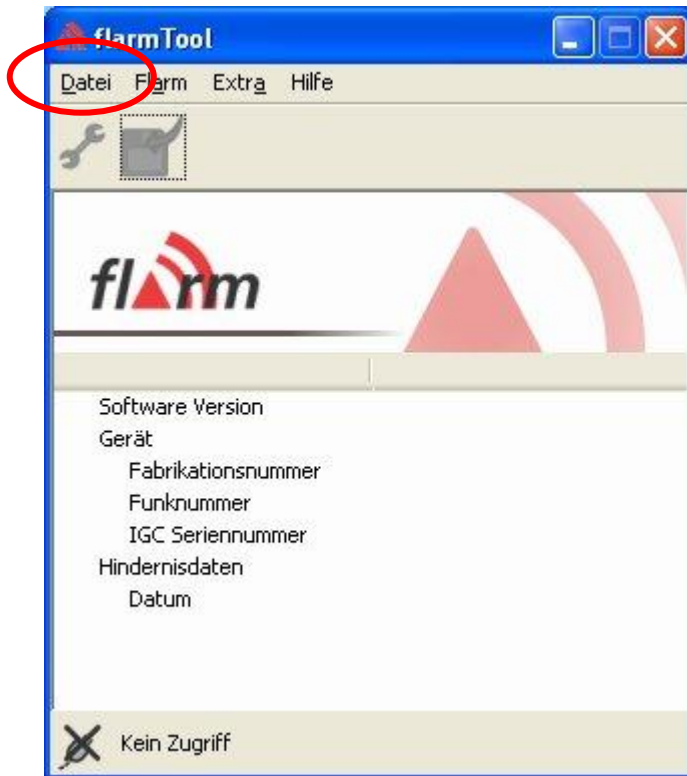 flarmTool
Datei Flarm Extra Hilfe
flarm
Software Version
Gerät
Fabrikationsnummer
Funknummer
IGC Seriennummer
Hindernisdaten
Datum
Kein Zugriff